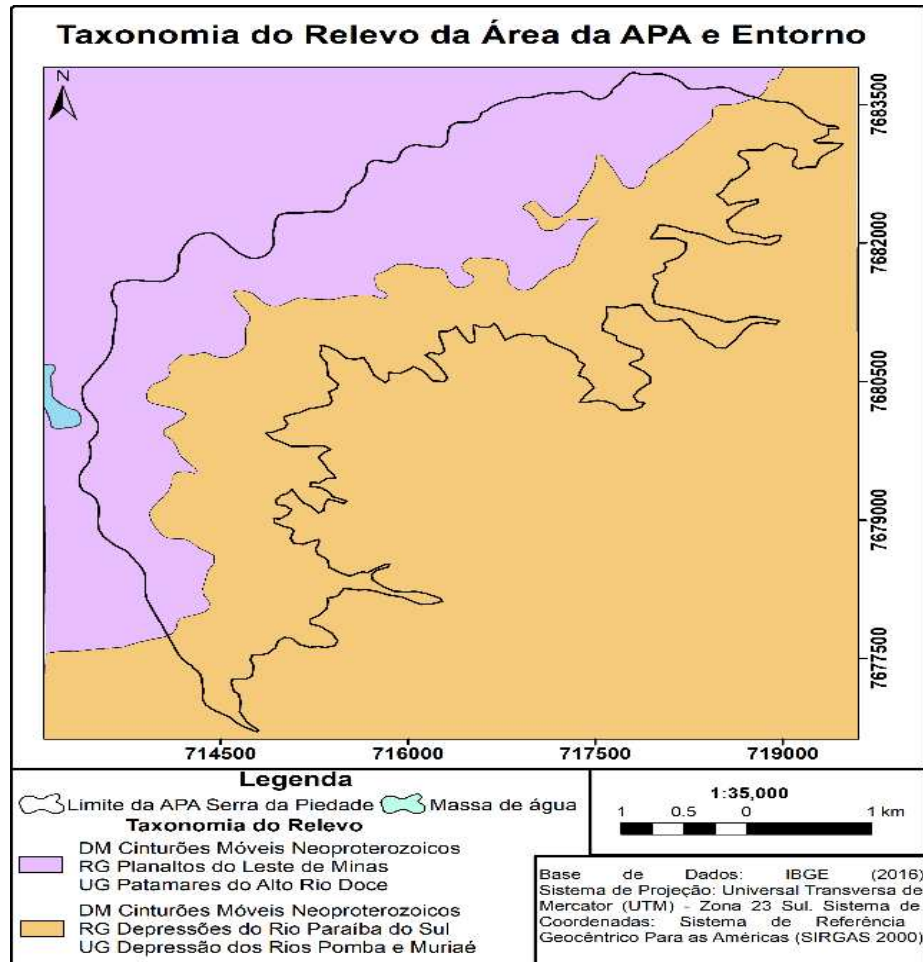 Taxonomia do Relevo da Área da APA e Entorno
N
7683500
7682000
7680500
7679000
7677500
714500 716000 717500 719000
Legenda
Limite da APA Serra da Piedade Massa de água
Taxonomia do Relevo
DM Cinturões Móveis Neoproterozoicos
RG Planaltos do Leste de Minas
UG Patamares do Alto Rio Doce
DM Cinturões Móveis Neoproterozoicos
RG Depressões do Rio Paraíba do Sul
UG Depressão dos Rios Pomba e Muriaé
1:35,000
1 0.5 0 1 km
Base de Dados: IBGE (2016)
Sistema de Projeção: Universal Transversa de
Mercator (UTM) - Zona 23 Sul. Sistema de
Coordenadas: Sistema de Referência
Geocêntrico Para as Américas (SIRGAS 2000)